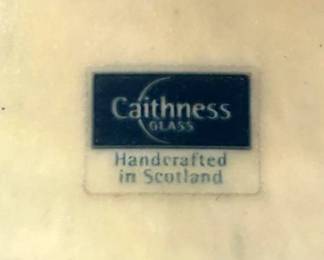 Caithness
GLASS
Handcrafted
in Scotland